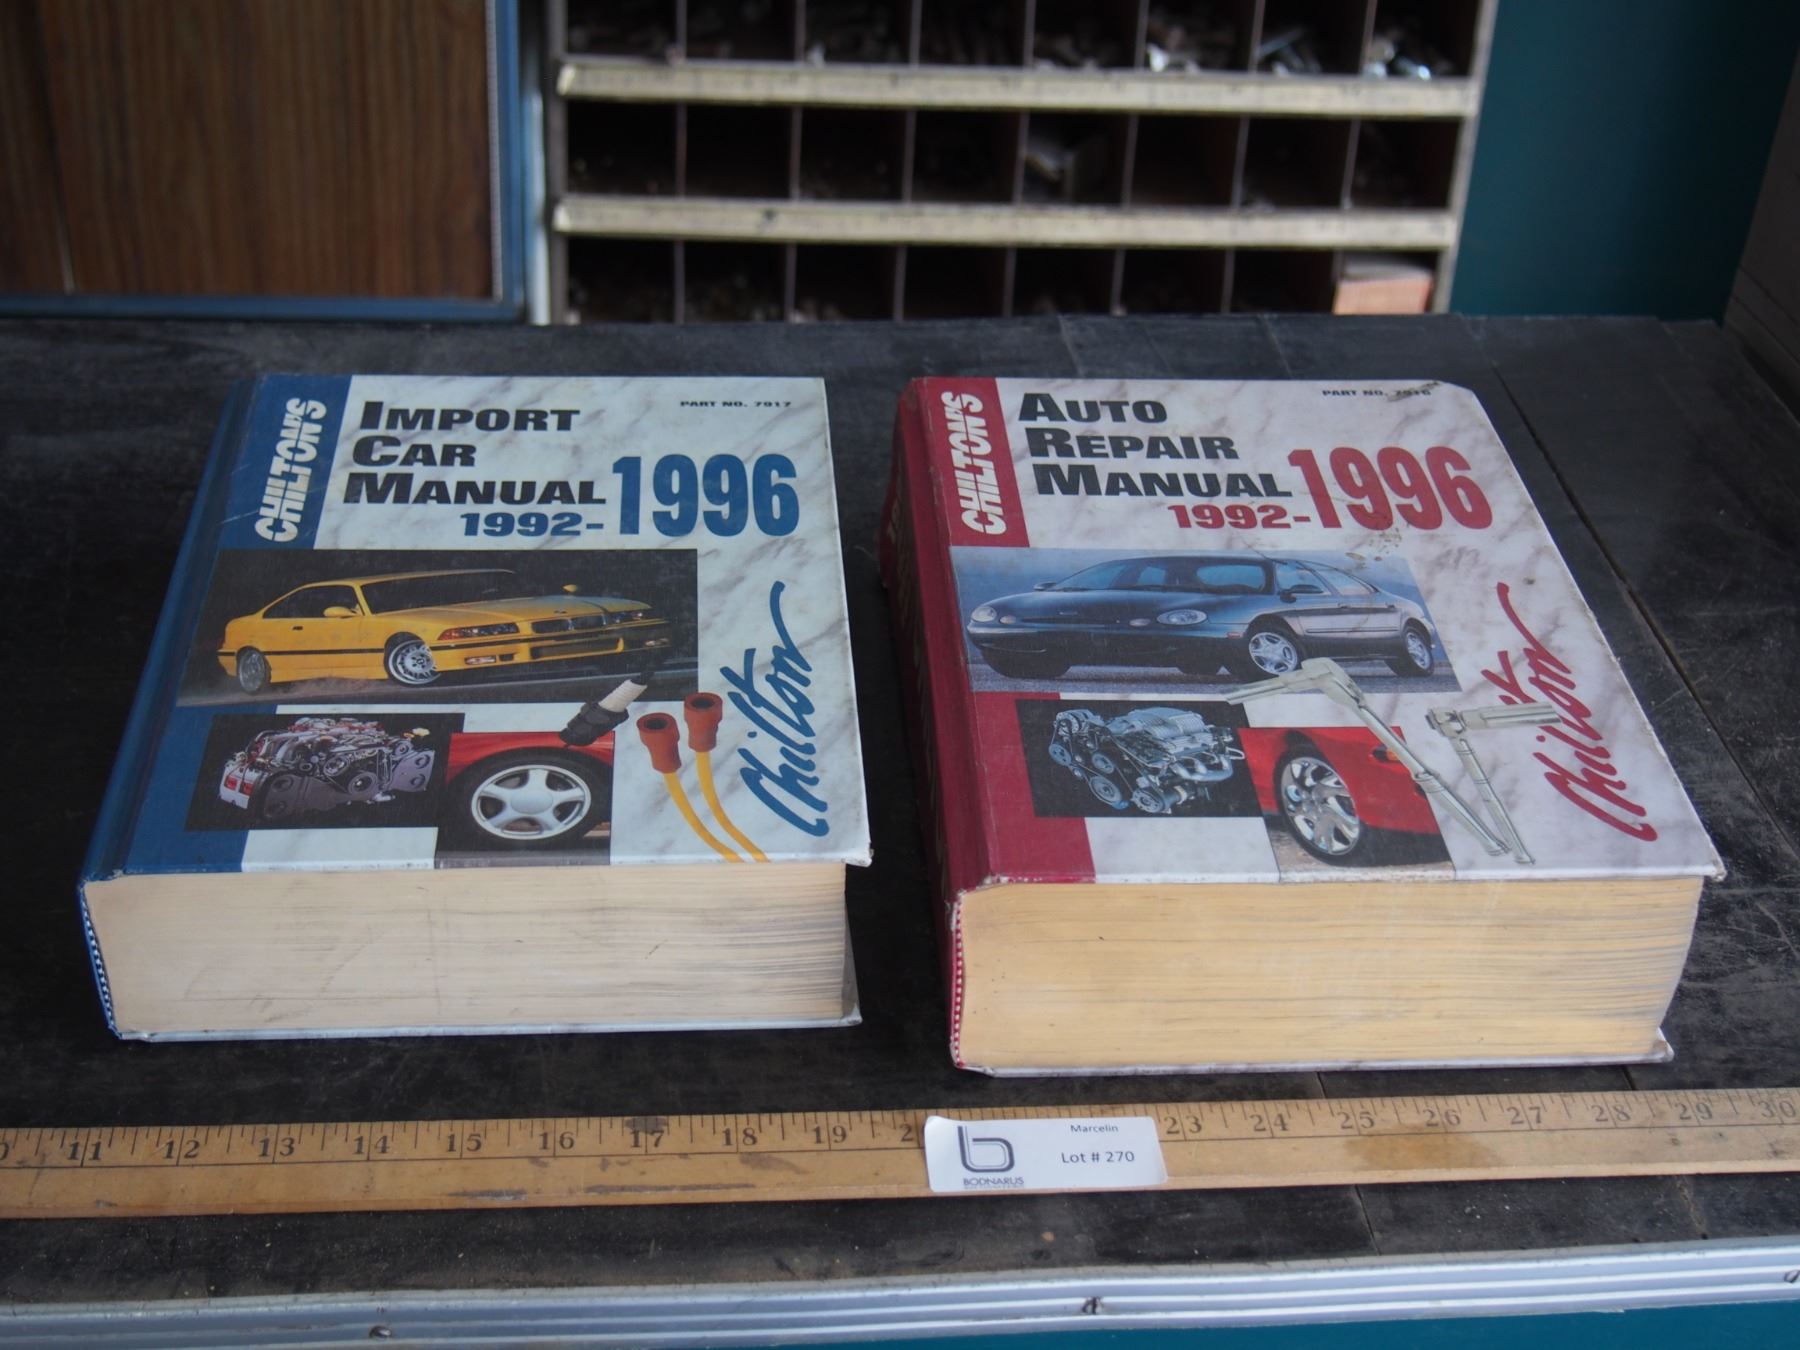 CHILTON'S
IMPORT
CAR
MANUAL
1992-1996
PART NO. 7917
Chilton
CHILTON'S
AUTO
REPAIR
MANUAL
1992-1996
PART NO. 7916
Chilton
11 12 13 14 15 16 17 18 19 23 24 25 26 27 28 29 30
Marcelin
Lot # 270
BODNARUS